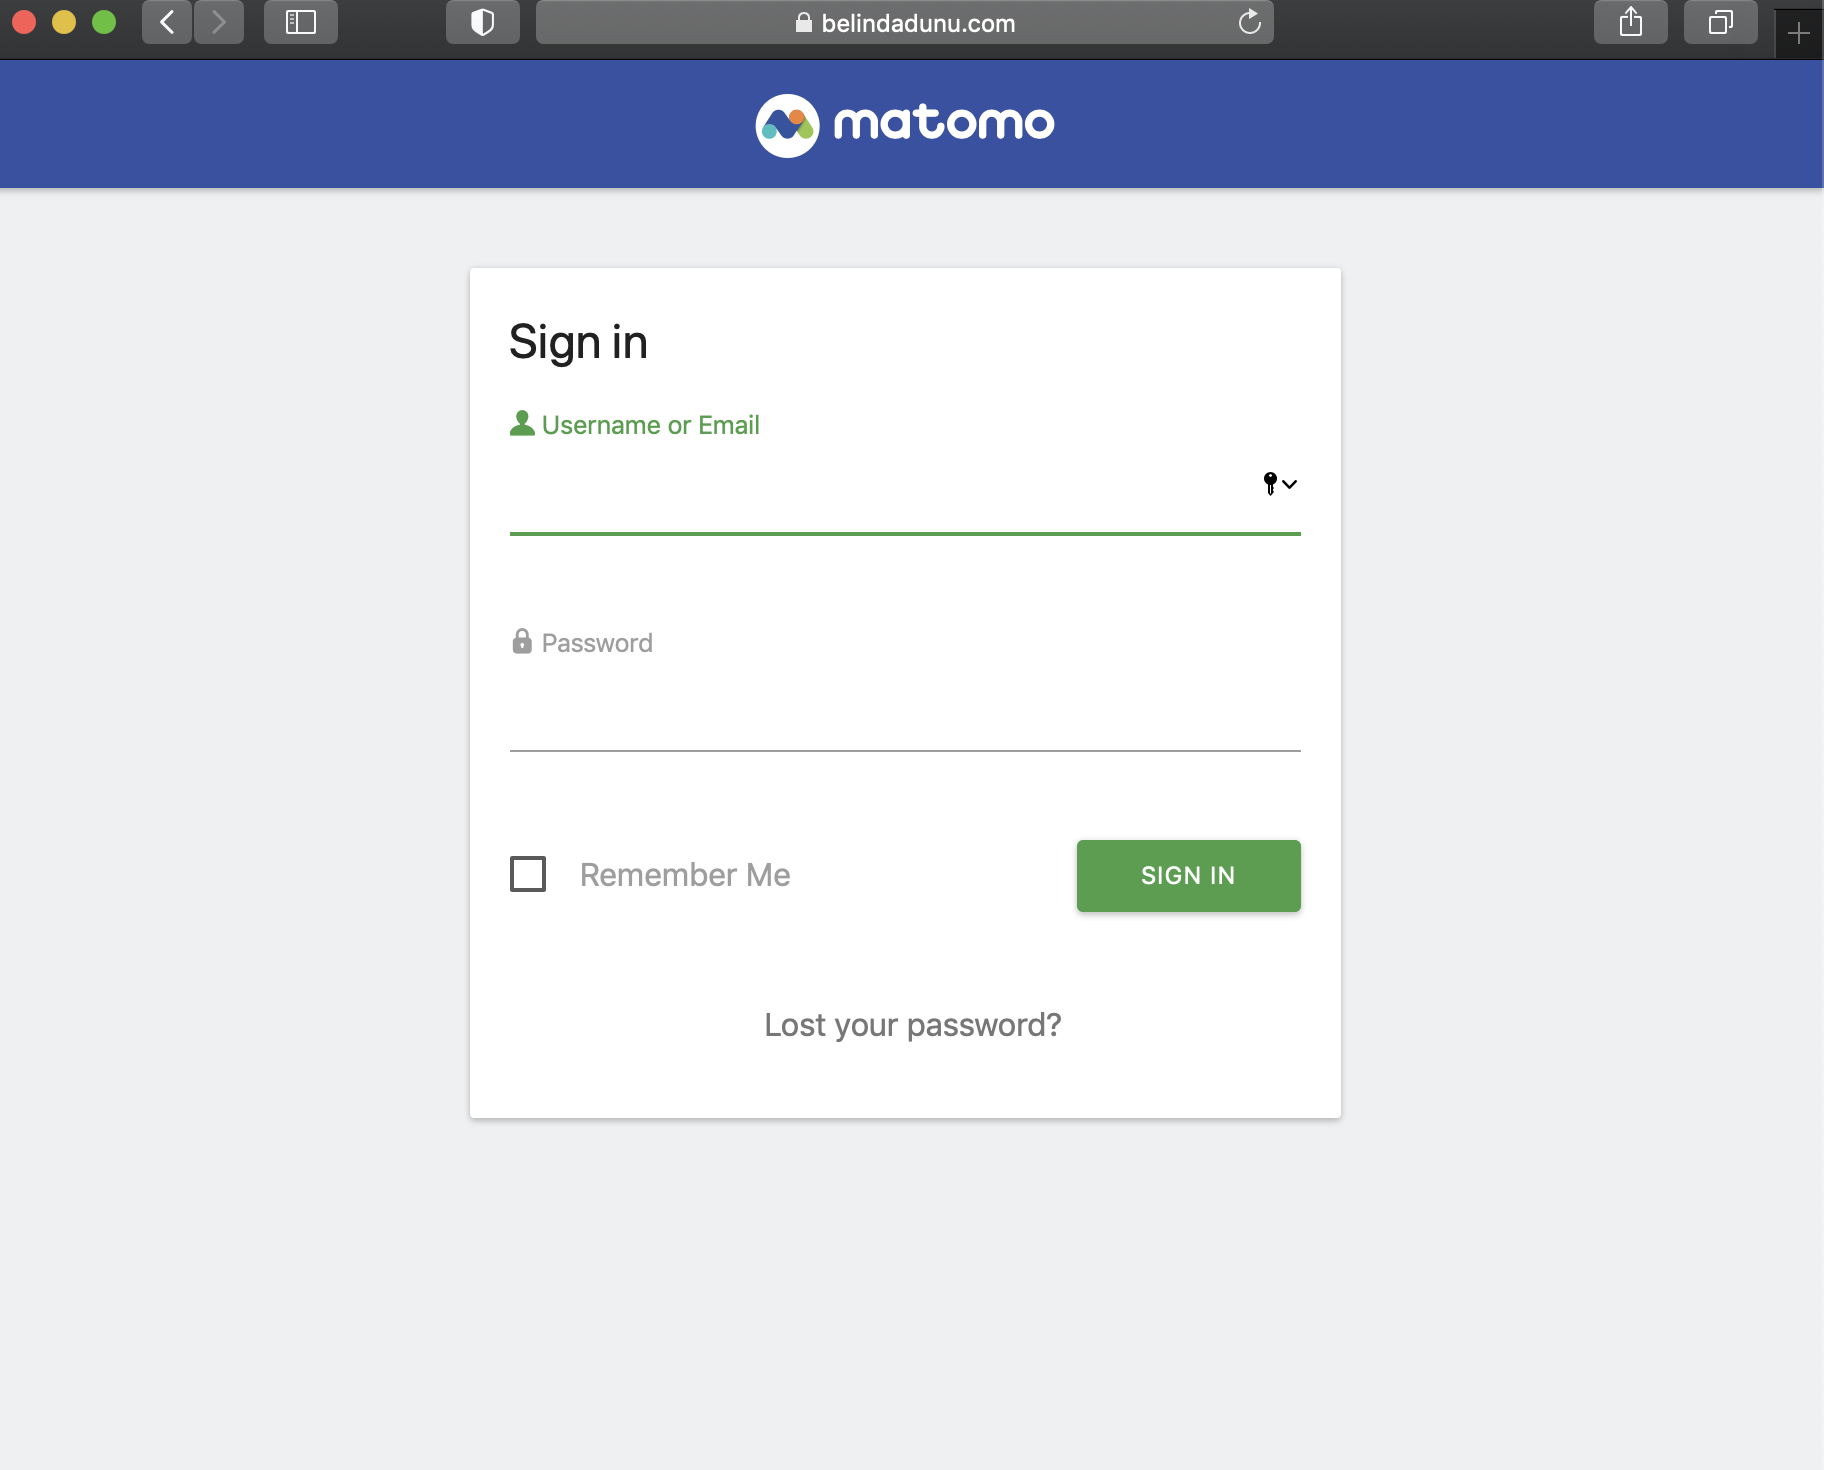 belindadunu.com
matomo
Sign in
Username or Email
Password
Remember Me
SIGN IN
Lost your password?